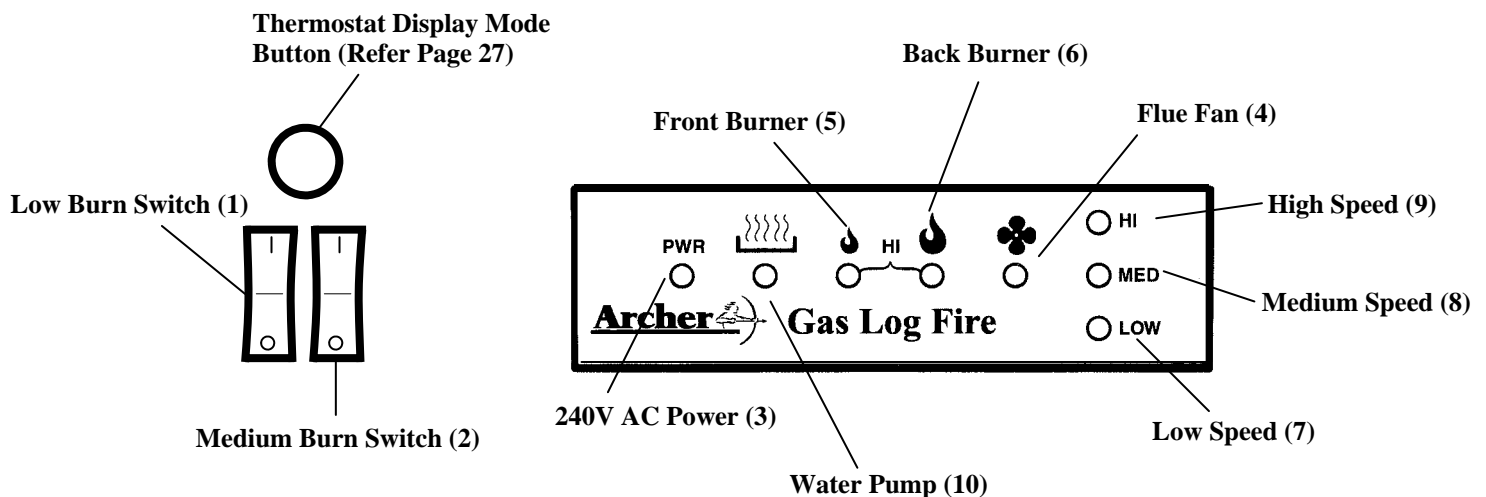 Thermostat Display Mode
Button (Refer Page 27)
Back Burner (6)
Front Burner (5)
Flue Fan (4)
Low Burn Switch (1)
High Speed (9)
HI
PWR
HI
MED
Medium Speed (8)
Archer Gas Log Fire
LOW
240V AC Power (3)
Low Speed (7)
Medium Burn Switch (2)
Water Pump (10)